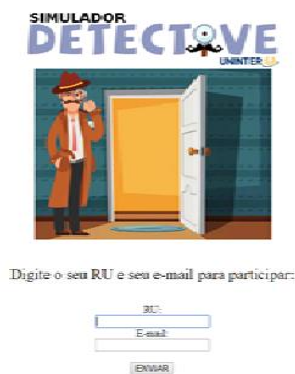 SIMULADOR
DETECTIVE
UNINTER
Digite o seu RU e seu e-mail para participar:
RU:
E-mail:
ENVIAR